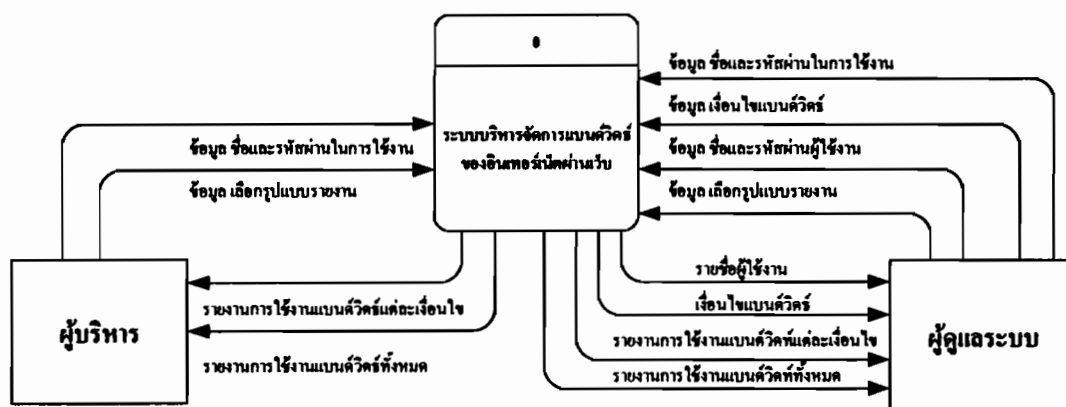 0
ระบบบริหารจัดการแบนด์วิดธ์
ของอินเทอร์เน็ตผ่านเว็บ
ข้อมูล ชื่อและรหัสผ่านในการใช้งาน
ข้อมูล เลือกรูปแบบรายงาน
ข้อมูล ชื่อและรหัสผ่านในการใช้งาน
ข้อมูล เงื่อนไขแบนด์วิดธ์
ข้อมูล ชื่อและรหัสผ่านผู้ใช้งาน
ข้อมูล เลือกรูปแบบรายงาน
ผู้บริหาร
รายงานการใช้งานแบนด์วิดธ์แต่ละเงื่อนไข
รายงานการใช้งานแบนด์วิดธ์ทั้งหมด
รายชื่อผู้ใช้งาน
เงื่อนไขแบนด์วิดธ์
รายงานการใช้งานแบนด์วิดท์แต่ละเงื่อนไข
รายงานการใช้งานแบนด์วิดท์ทั้งหมด
ผู้ดูแลระบบ